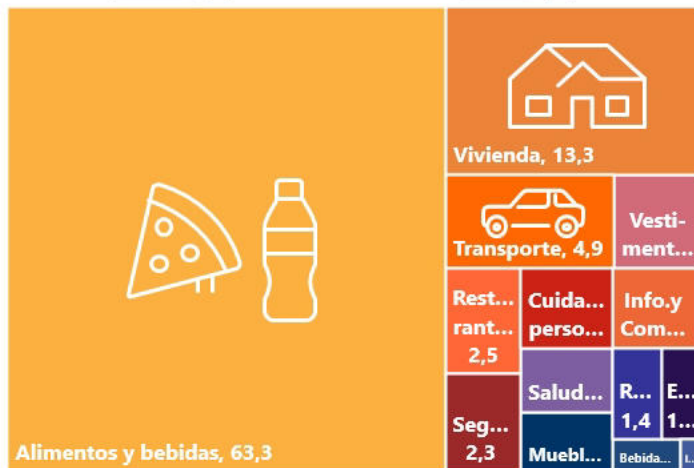 Alimentos y bebidas, 63,3
Vivienda, 13,3
Transporte, 4,9
Vesti-
ment...
Rest...
rant...
2,5
Cuida...
perso...
Info.y
Com...
Seg...
2,3
Salud...
Muebl...
R...
1,4
E...
1...
Bebida...
I...